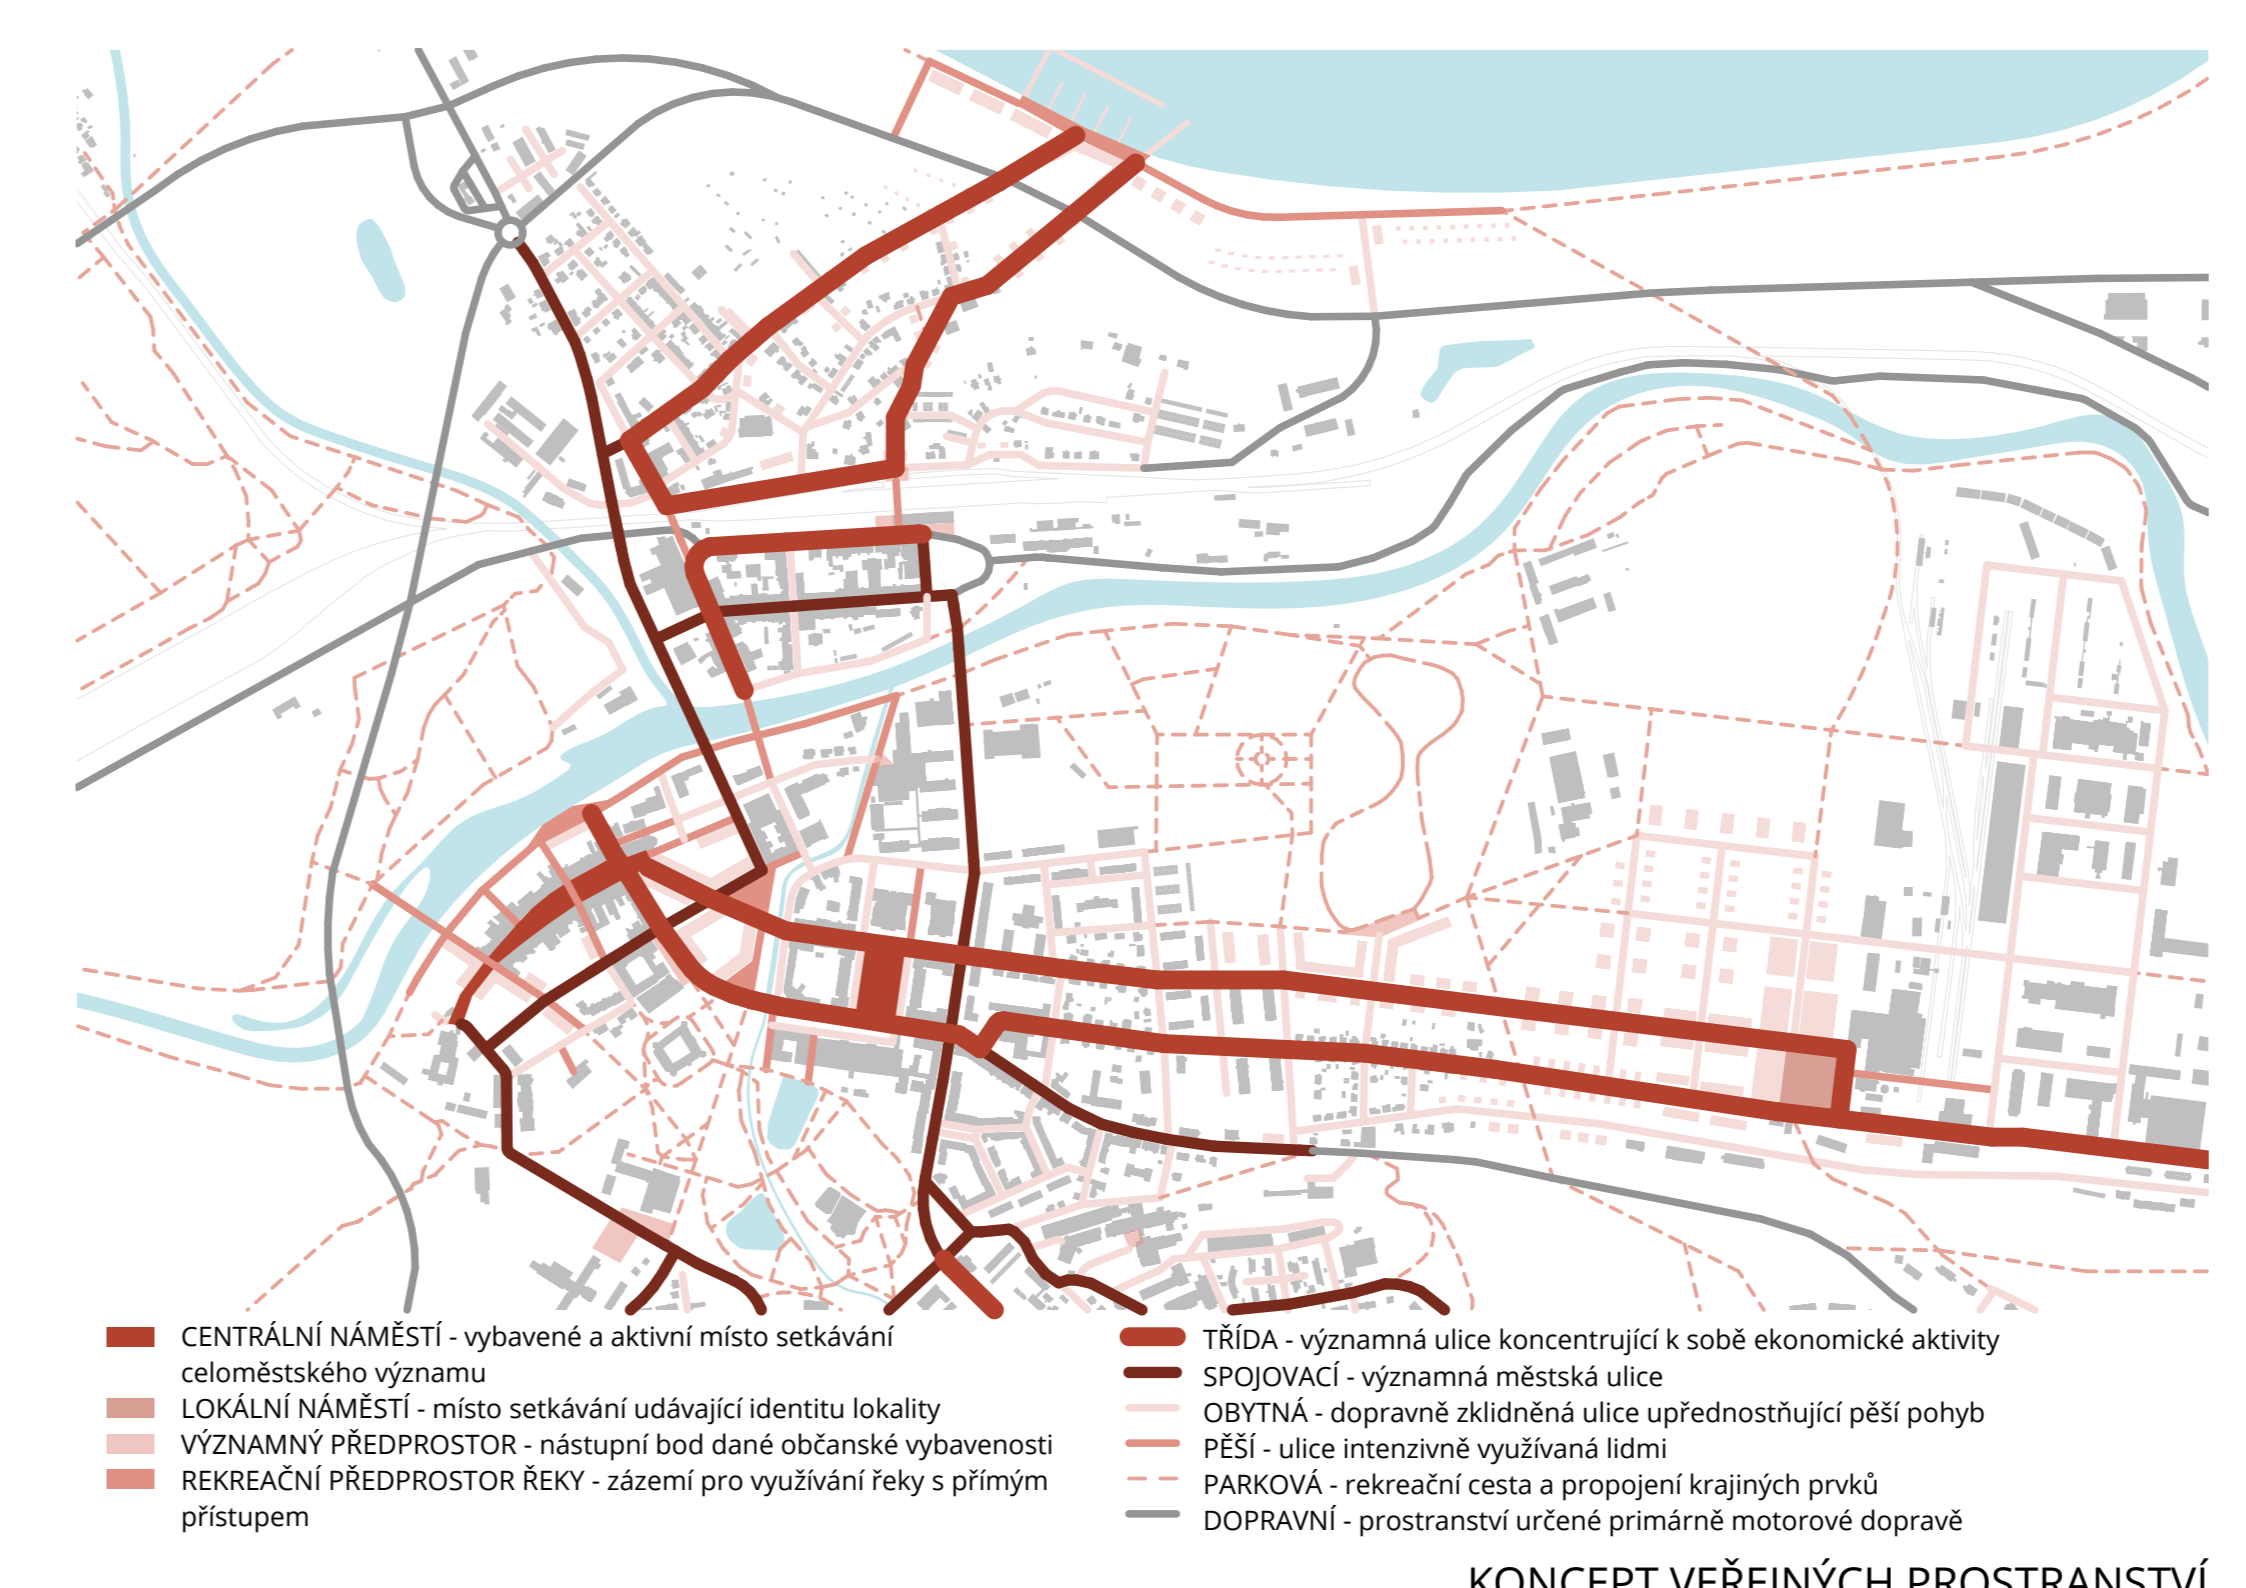 CENTRÁLNÍ NÁMĚSTÍ - vybavené a aktivní místo setkávání
celoměstského významu
LOKÁLNÍ NÁMĚSTÍ - místo setkávání udávající identitu lokality
VÝZNAMNÝ PŘEDPROSTOR - nástupní bod dané občanské vybavenosti
REKREAČNÍ PŘEDPROSTOR ŘEKY - zázemí pro využívání řeky s přímým
přístupem
TŘÍDA - významná ulice koncentrující k sobě ekonomické aktivity
SPOJOVACÍ - významná městská ulice
OBYTNÁ - dopravně zklidněná ulice upřednostňující pěší pohyb
PĚŠÍ - ulice intenzivně využívaná lidmi
PARKOVÁ - rekreační cesta a propojení krajiných prvků
DOPRAVNÍ - prostranství určené primárně motorové dopravě
KONCEPT VEŘEJNÝCH PROSTRANSTVÍ